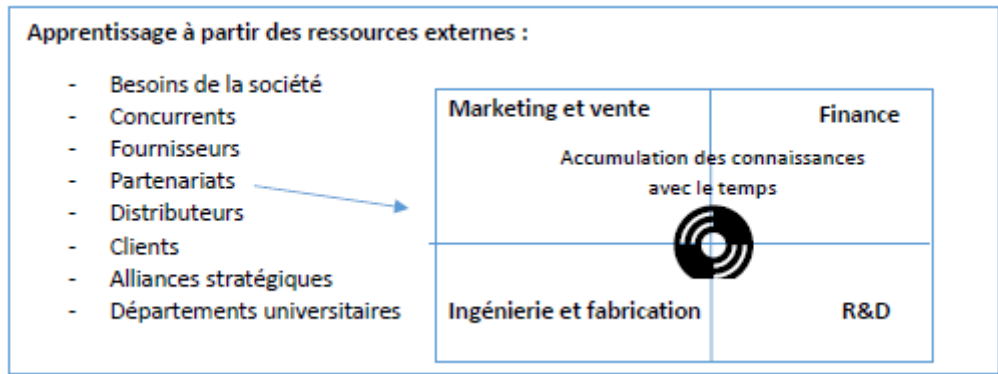 Apprentissage à partir des ressources externes :
- Besoins de la société
- Concurrents
- Fournisseurs
- Partenariats
- Distributeurs
- Clients
- Alliances stratégiques
- Départements universitaires
Marketing et vente
Finance
Accumulation des connaissances
avec le temps
Ingénierie et fabrication
R&D